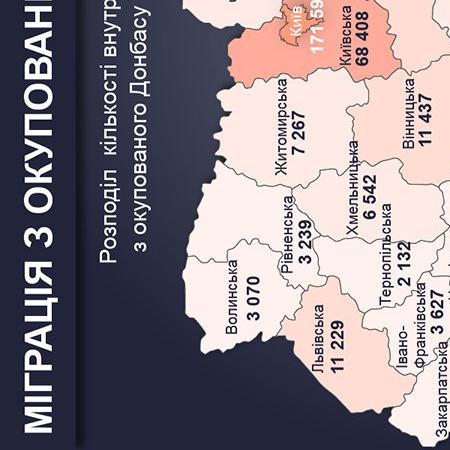 МІГРАЦІЯ З ОКУПОВАН
Розподіл кількості внутр
з окупованого Донбасу
Волинська
3 070
Рівненська
3 239
Житомирська
7 267
Київ
171 59
Київська
68 408
Львівська
11 229
Тернопільська
2 132
Хмельницька
6 542
Вінницька
11 437
Івано-
Франківська
3 627
Закарпатська